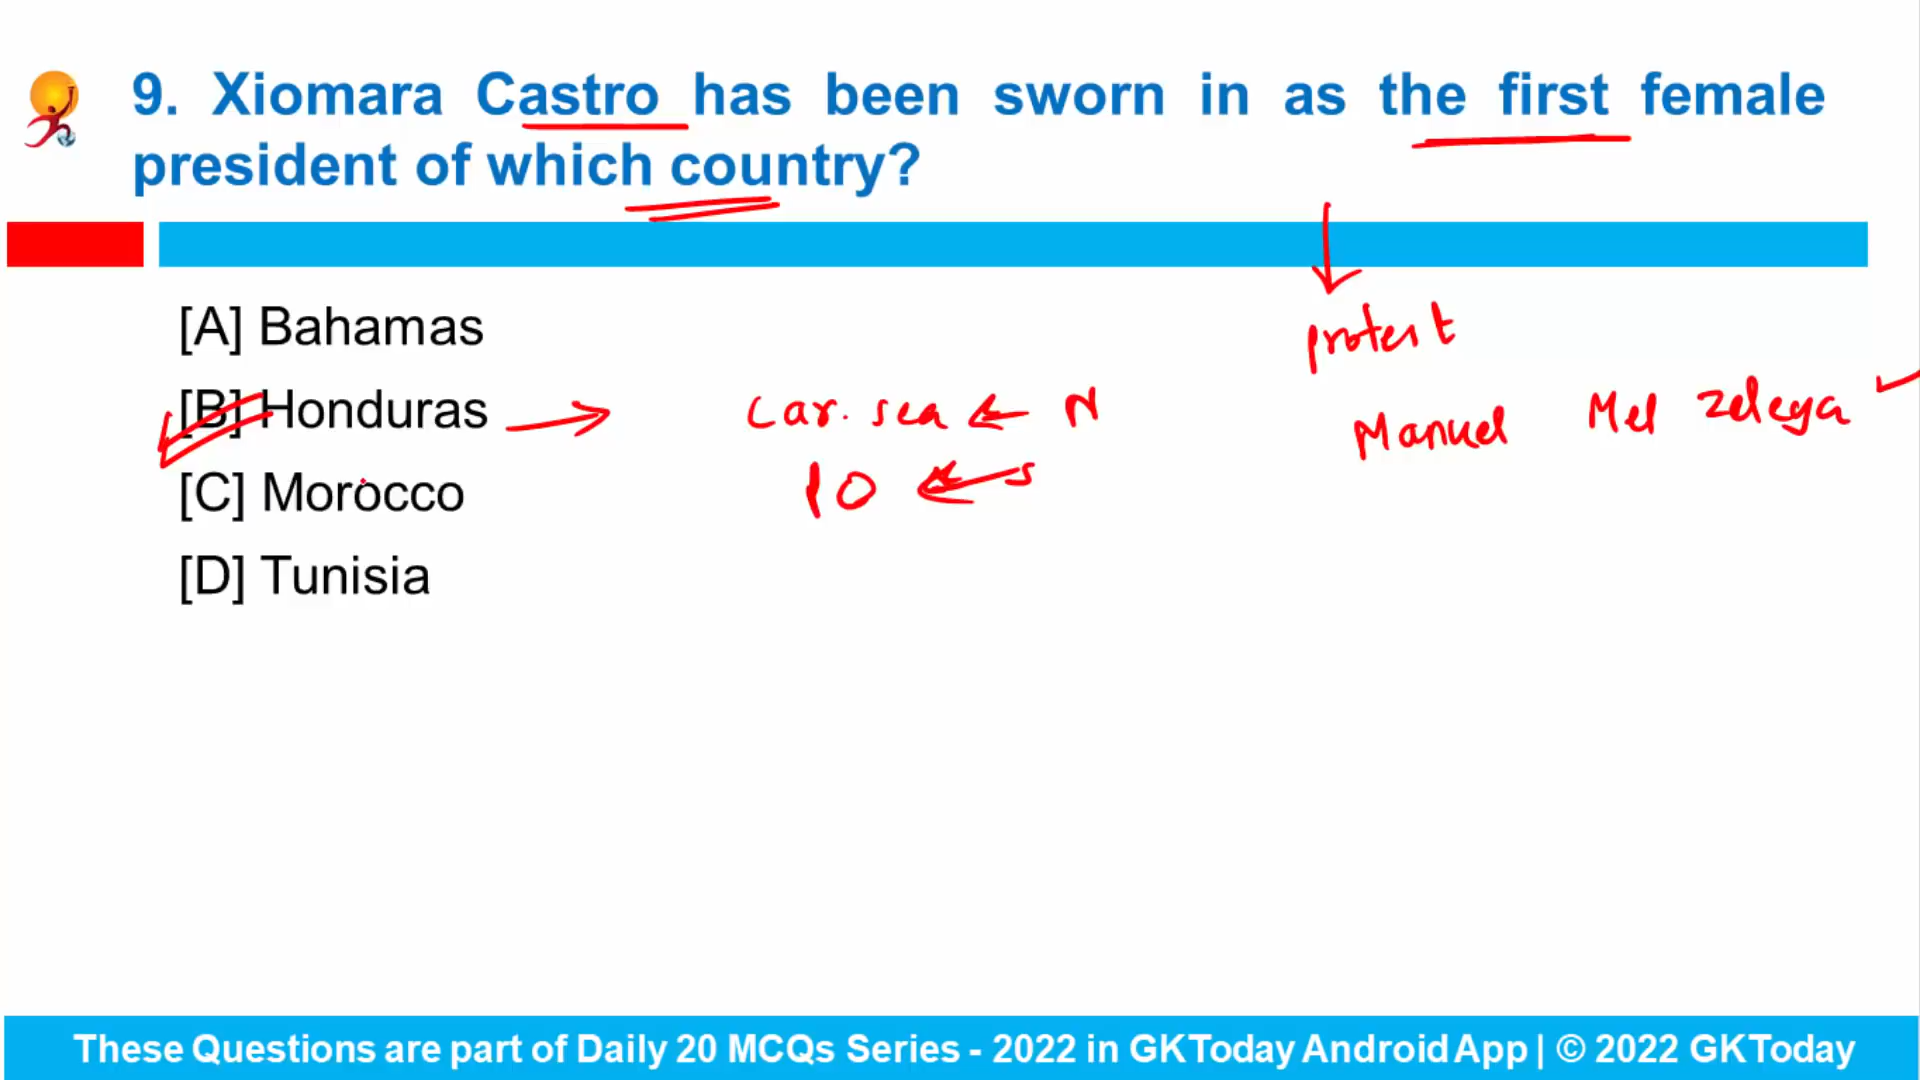 9. Xiomara Castro has been sworn in as the first female
president of which country?
[A] Bahamas
protest
[B] Honduras
Car. sea ← N
Manuel Mel Zelega
[C] Morocco
PO ← S
[D] Tunisia
These Questions are part of Daily 20 MCQs Series - 2022 in GKToday Android App | © 2022 GKToday